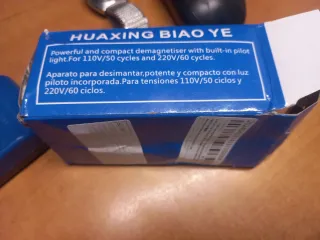 HUAXING BIAO YE
Powerful and compact demagnetiser with built-in pilot
light.For 110V/50 cycles and 220V/60 cycles.
Aparato para desimantar,potente y compacto con luz
piloto incorporada.Para tensiones 110V/50 ciclos y
220V/60 ciclos.